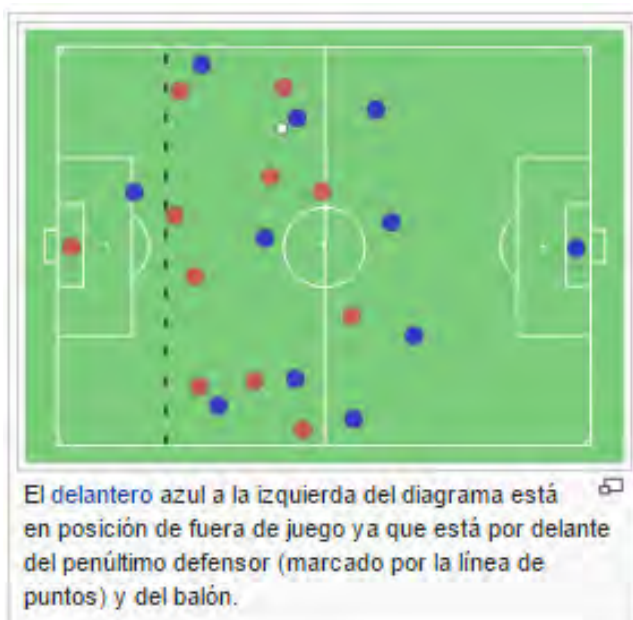 El delantero azul a la izquierda del diagrama está
en posición de fuera de juego ya que está por delante
del penúltimo defensor (marcado por la línea de
puntos) y del balón.